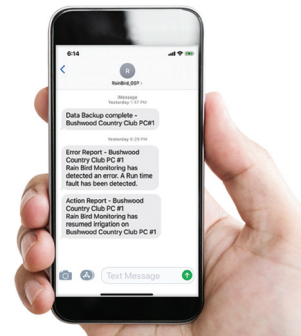 6:14
R
RainBird_GSP >
iMessage
Yesterday 1:57 PM
Data Backup complete -
Bushwood Country Club PC#1
Yesterday 6:29 PM
Error Report - Bushwood
Country Club PC #1
Rain Bird Monitoring has
detected an error. A Run time
fault has been detected.
Action Report - Bushwood
Country Club PC #1
Rain Bird Monitoring has
resumed irrigation on
Bushwood Country Club PC #1
Text Message